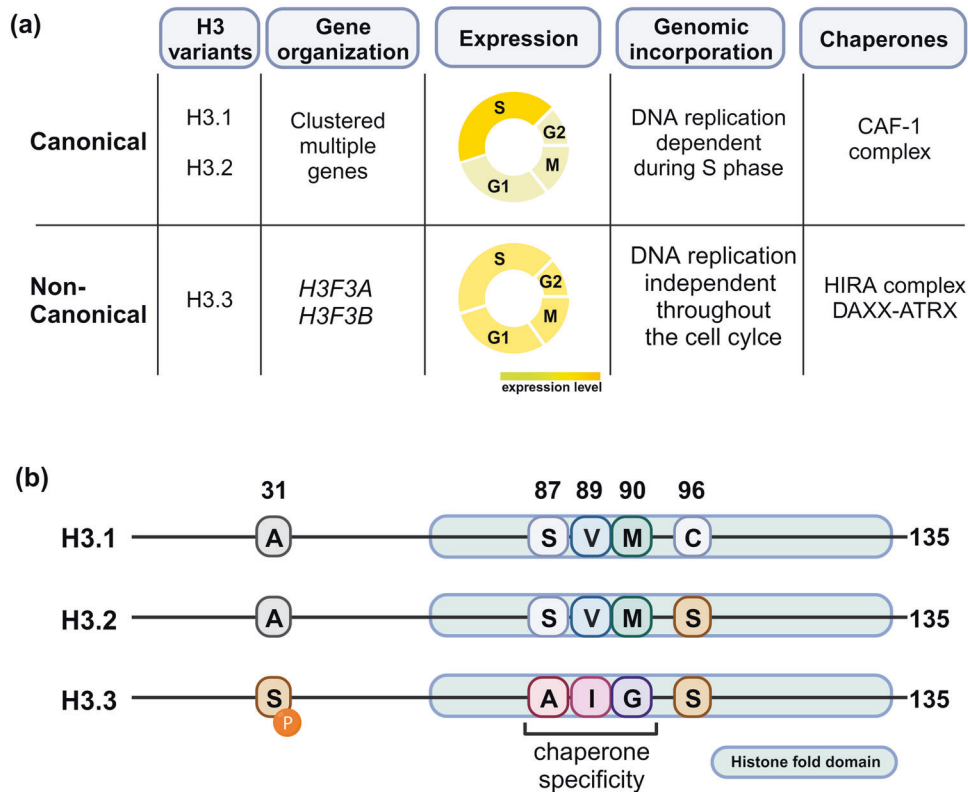 (a)
H3
variants
Gene
organization
Expression
Genomic
incorporation
Chaperones
Canonical
H3.1
H3.2
Clustered
multiple
genes
S
G2
M
G1
DNA replication
dependent
during S phase
CAF-1
complex
Non-
Canonical
H3.3
H3F3A
H3F3B
S
G2
M
G1
expression level
DNA replication
independent
throughout
the cell cylce
HIRA complex
DAXX-ATRX
(b)
31 87 89 90 96
H3.1 A S V M C 135
H3.2 A S V M S 135
H3.3 S A I G S 135
P
chaperone
specificity
Histone fold domain